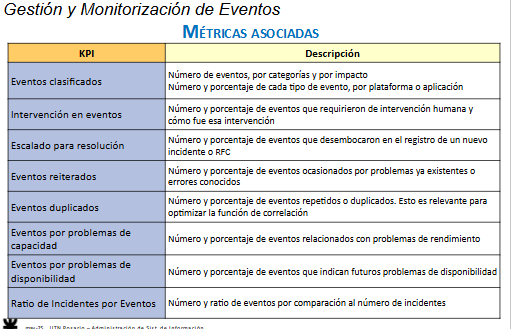 Gestión y Monitorización de Eventos
MÉTRICAS ASOCIADAS
KPI
Descripción
Eventos clasificados
Número de eventos, por categorías y por impacto
Número y porcentaje de cada tipo de evento, por plataforma o aplicación
Intervención en eventos
Número y porcentaje de eventos que requirieron de intervención humana y
cómo fue esa intervención
Escalado para resolución
Número y porcentaje de eventos que desembocaron en el registro de un nuevo
incidente o RFC
Eventos reiterados
Número y porcentaje de eventos ocasionados por problemas ya existentes o
errores conocidos
Eventos duplicados
Número y porcentaje de eventos repetidos o duplicados. Esto es relevante para
optimizar la función de correlación
Eventos por problemas de
capacidad
Número y porcentaje de eventos relacionados con problemas de rendimiento
Eventos por problemas de
disponibilidad
Número y porcentaje de eventos que indican futuros problemas de disponibilidad
Ratio de Incidentes por Eventos
Número y ratio de eventos por comparación al número de incidentes
UTN Rosario – Administración de Sist. de Información